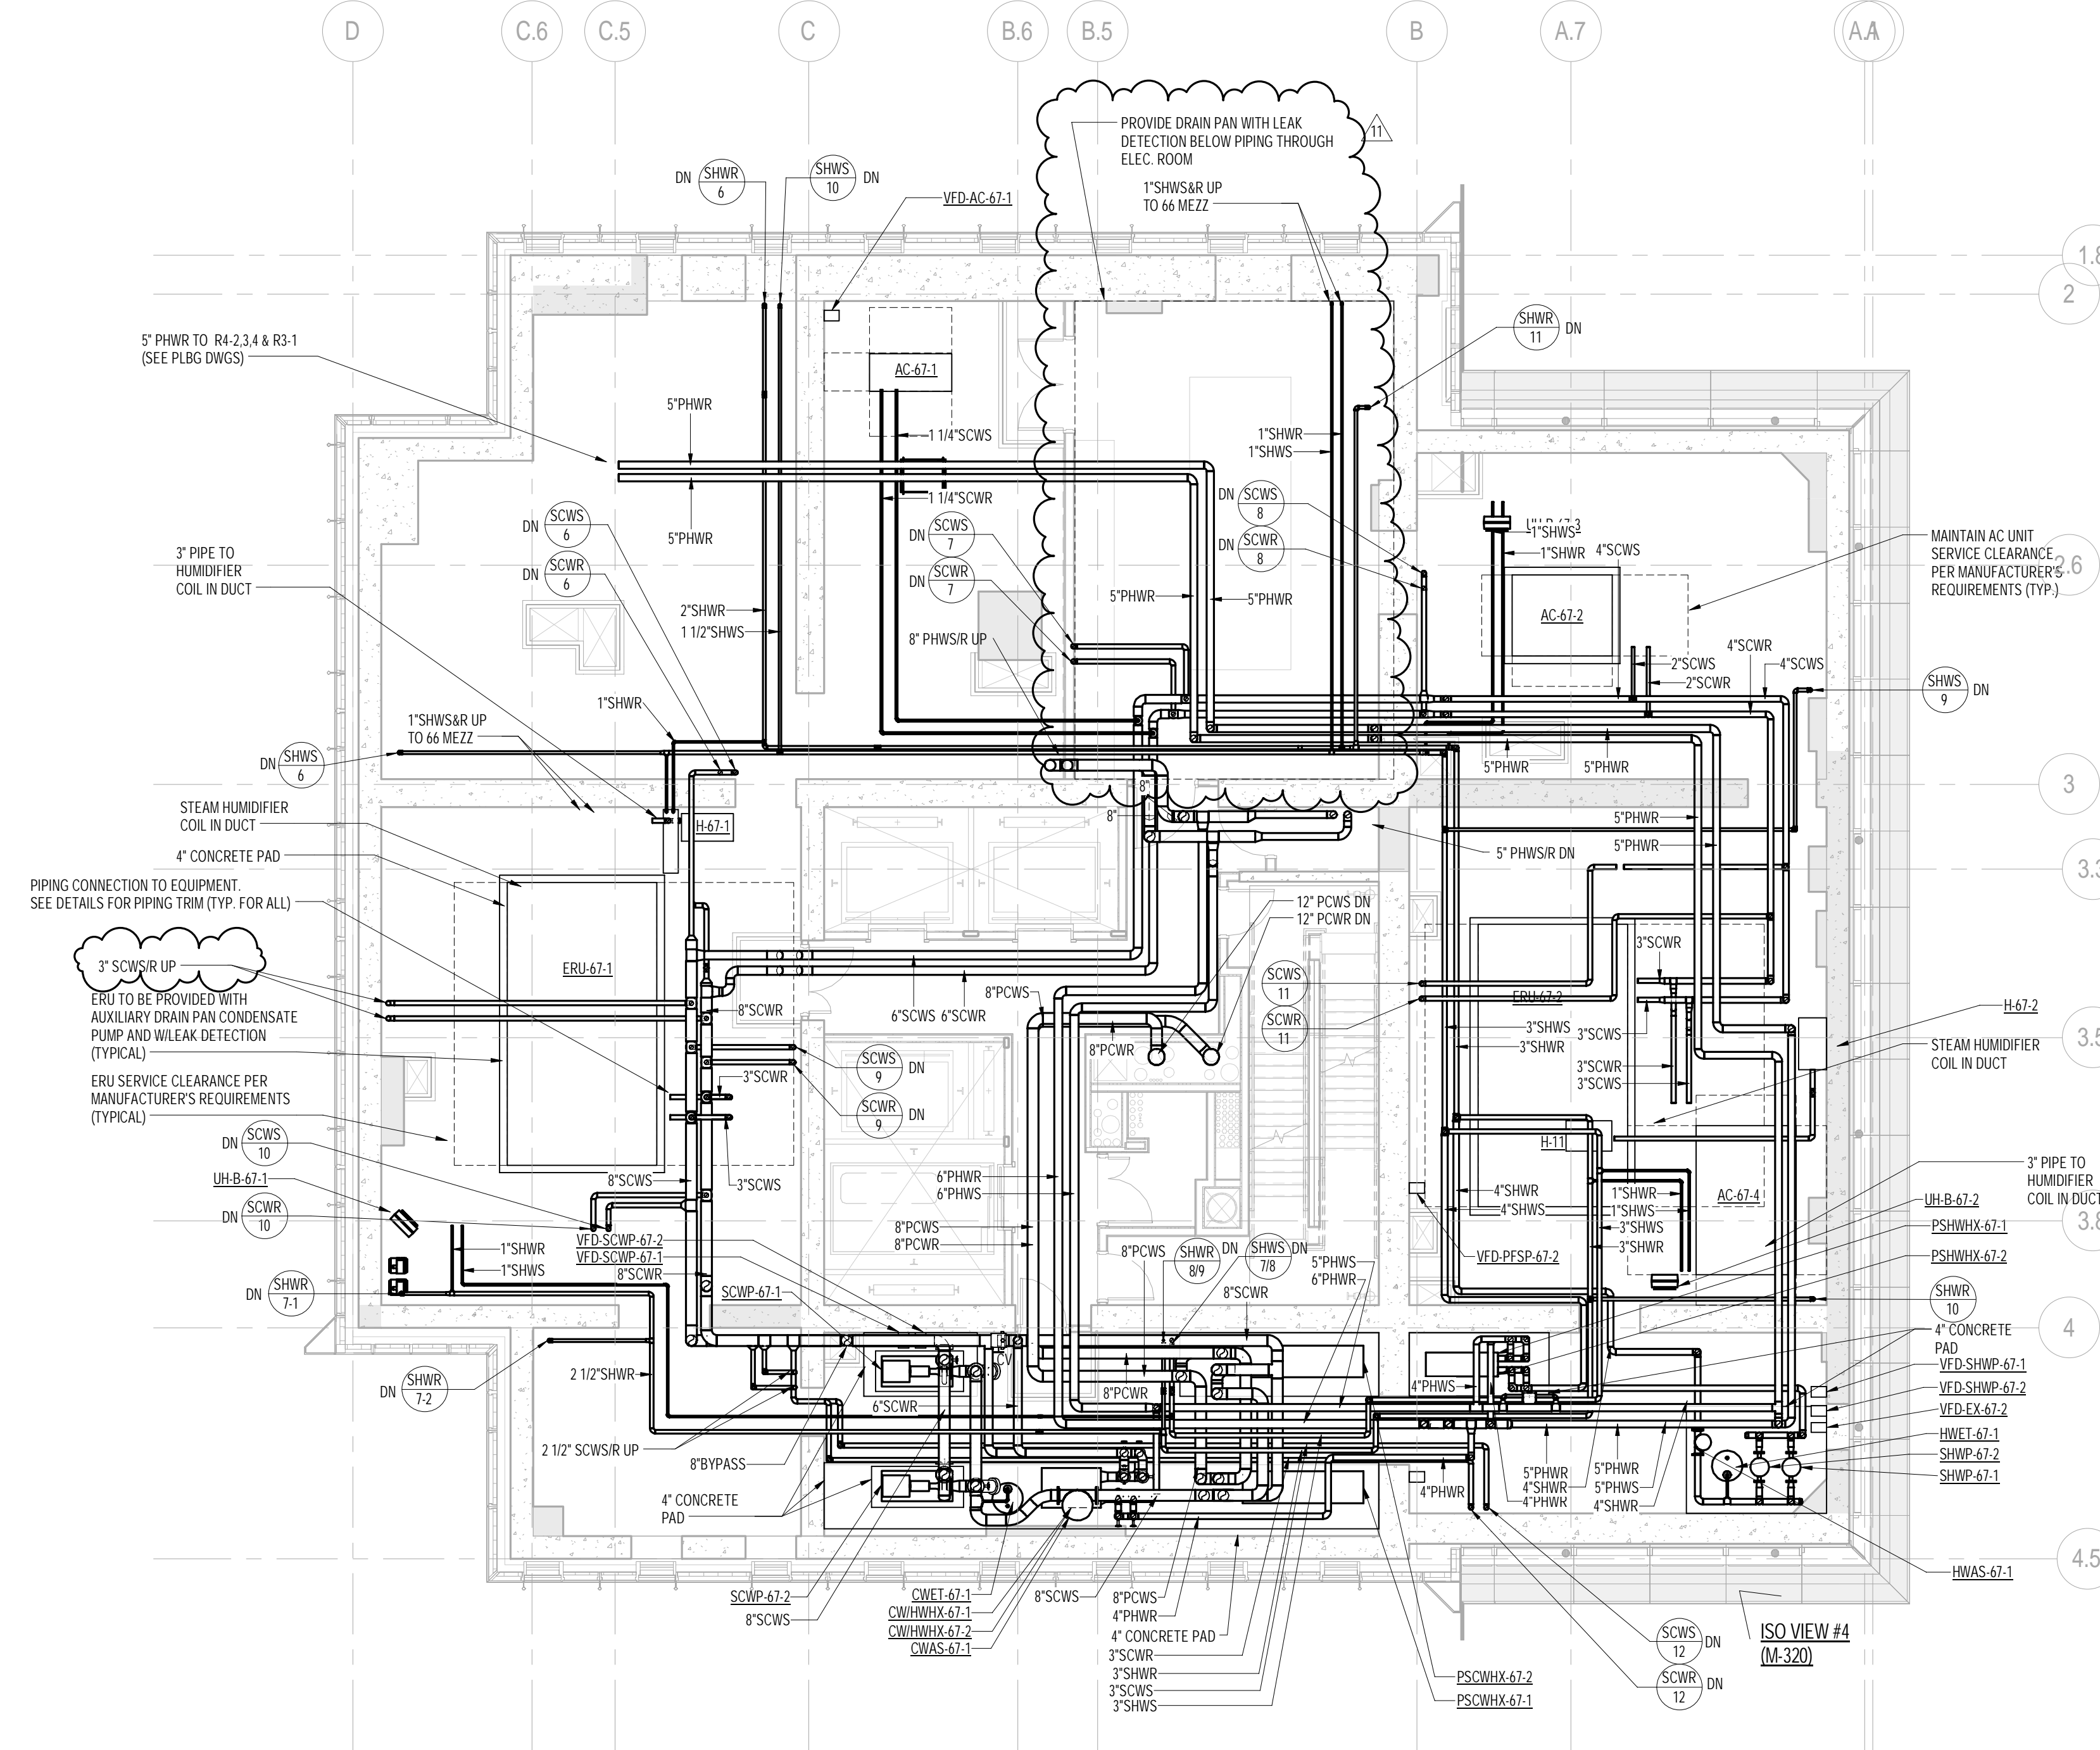 D
C.6
C.5
C
B.6
B.5
B
A.7
A.1
1.8
2
2.6
3
3.3
3.5
3.8
4
4.5
PROVIDE DRAIN PAN WITH LEAK
DETECTION BELOW PIPING THROUGH
ELEC. ROOM
11
1"SHWS&R UP
TO 66 MEZZ
DN SHWR
6
SHWS DN
10
VFD-AC-67-1
SHWR DN
11
5" PHWR TO R4-2,3,4 & R3-1
(SEE PLBG DWGS)
AC-67-1
5"PHWR
1 1/4"SCWS
1"SHWR
1"SHWS
1 1/4"SCWR
5"PHWR
DN SCWS
6
DN SCWR
6
DN SCWS
7
DN SCWR
7
DN SCWS
8
DN SCWR
8
1"SHWS
1"SHWR
4"SCWS
MAINTAIN AC UNIT
SERVICE CLEARANCE
PER MANUFACTURER'S
REQUIREMENTS (TYP.)
3" PIPE TO
HUMIDIFIER
COIL IN DUCT
2"SHWR
1 1/2"SHWS
5"PHWR
5"PHWR
8" PHWS/R UP
AC-67-2
4"SCWR
4"SCWS
2"SCWS
2"SCWR
SHWS DN
9
1"SHWR
1"SHWS&R UP
TO 66 MEZZ
DN SHWS
6
5"PHWR
5"PHWR
STEAM HUMIDIFIER
COIL IN DUCT
H-67-1
8"
8"
5"PHWR
5"PHWR
5" PHWS/R DN
4" CONCRETE PAD
PIPING CONNECTION TO EQUIPMENT.
SEE DETAILS FOR PIPING TRIM (TYP. FOR ALL)
12" PCWS DN
12" PCWR DN
3" SCWS/R UP
ERU-67-1
ERU TO BE PROVIDED WITH
AUXILIARY DRAIN PAN CONDENSATE
PUMP AND W/LEAK DETECTION
(TYPICAL)
8"SCWR
6"SCWS
6"SCWR
8"PCWS
8"PCWR
SCWS
11
SCWR
11
3"SCWR
ERU-67-2
3"SHWS
3"SHWR
3"SCWS
3"SCWR
3"SCWS
H-67-2
STEAM HUMIDIFIER
COIL IN DUCT
ERU SERVICE CLEARANCE PER
MANUFACTURER'S REQUIREMENTS
(TYPICAL)
SCWS DN
9
SCWR DN
9
3"SCWR
DN SCWS
10
UH-B-67-1
DN SCWR
10
8"SCWS
3"SCWS
6"PHWR
6"PHWS
H-11
4"SHWR
4"SHWS
1"SHWR
1"SHWS
3"SHWS
3"SHWR
AC-67-4
3" PIPE TO
HUMIDIFIER
COIL IN DUCT
UH-B-67-2
PSHWHX-67-1
PSHWHX-67-2
VFD-SCWP-67-2
VFD-SCWP-67-1
1"SHWR
1"SHWS
8"SCWR
SCWP-67-1
8"PCWS
8"PCWR
8"PCWS
SHWR DN
8/9
SHWS DN
7/8
8"SCWR
5"PHWS
6"PHWR
VFD-PFSP-67-2
DN SHWR
7-1
SHWR
10
4" CONCRETE
PAD
VFD-SHWP-67-1
VFD-SHWP-67-2
VFD-EX-67-2
HWET-67-1
SHWP-67-2
SHWP-67-1
CV
DN SHWR
7-2
2 1/2"SHWR
8"PCWR
6"SCWR
4"PHWS
2 1/2" SCWS/R UP
8"BYPASS
4" CONCRETE
PAD
4"PHWR
5"PHWR
4"SHWR
4"PHWR
5"PHWR
5"PHWS
4"SHWR
SCWP-67-2
8"SCWS
CWET-67-1
CW/HWHX-67-1
CW/HWHX-67-2
CWAS-67-1
8"SCWS
8"PCWS
4"PHWR
4" CONCRETE PAD
3"SCWR
3"SHWR
3"SCWS
3"SHWS
PSCWHX-67-2
PSCWHX-67-1
SCWS DN
12
SCWR DN
12
ISO VIEW #4
(M-320)
HWAS-67-1